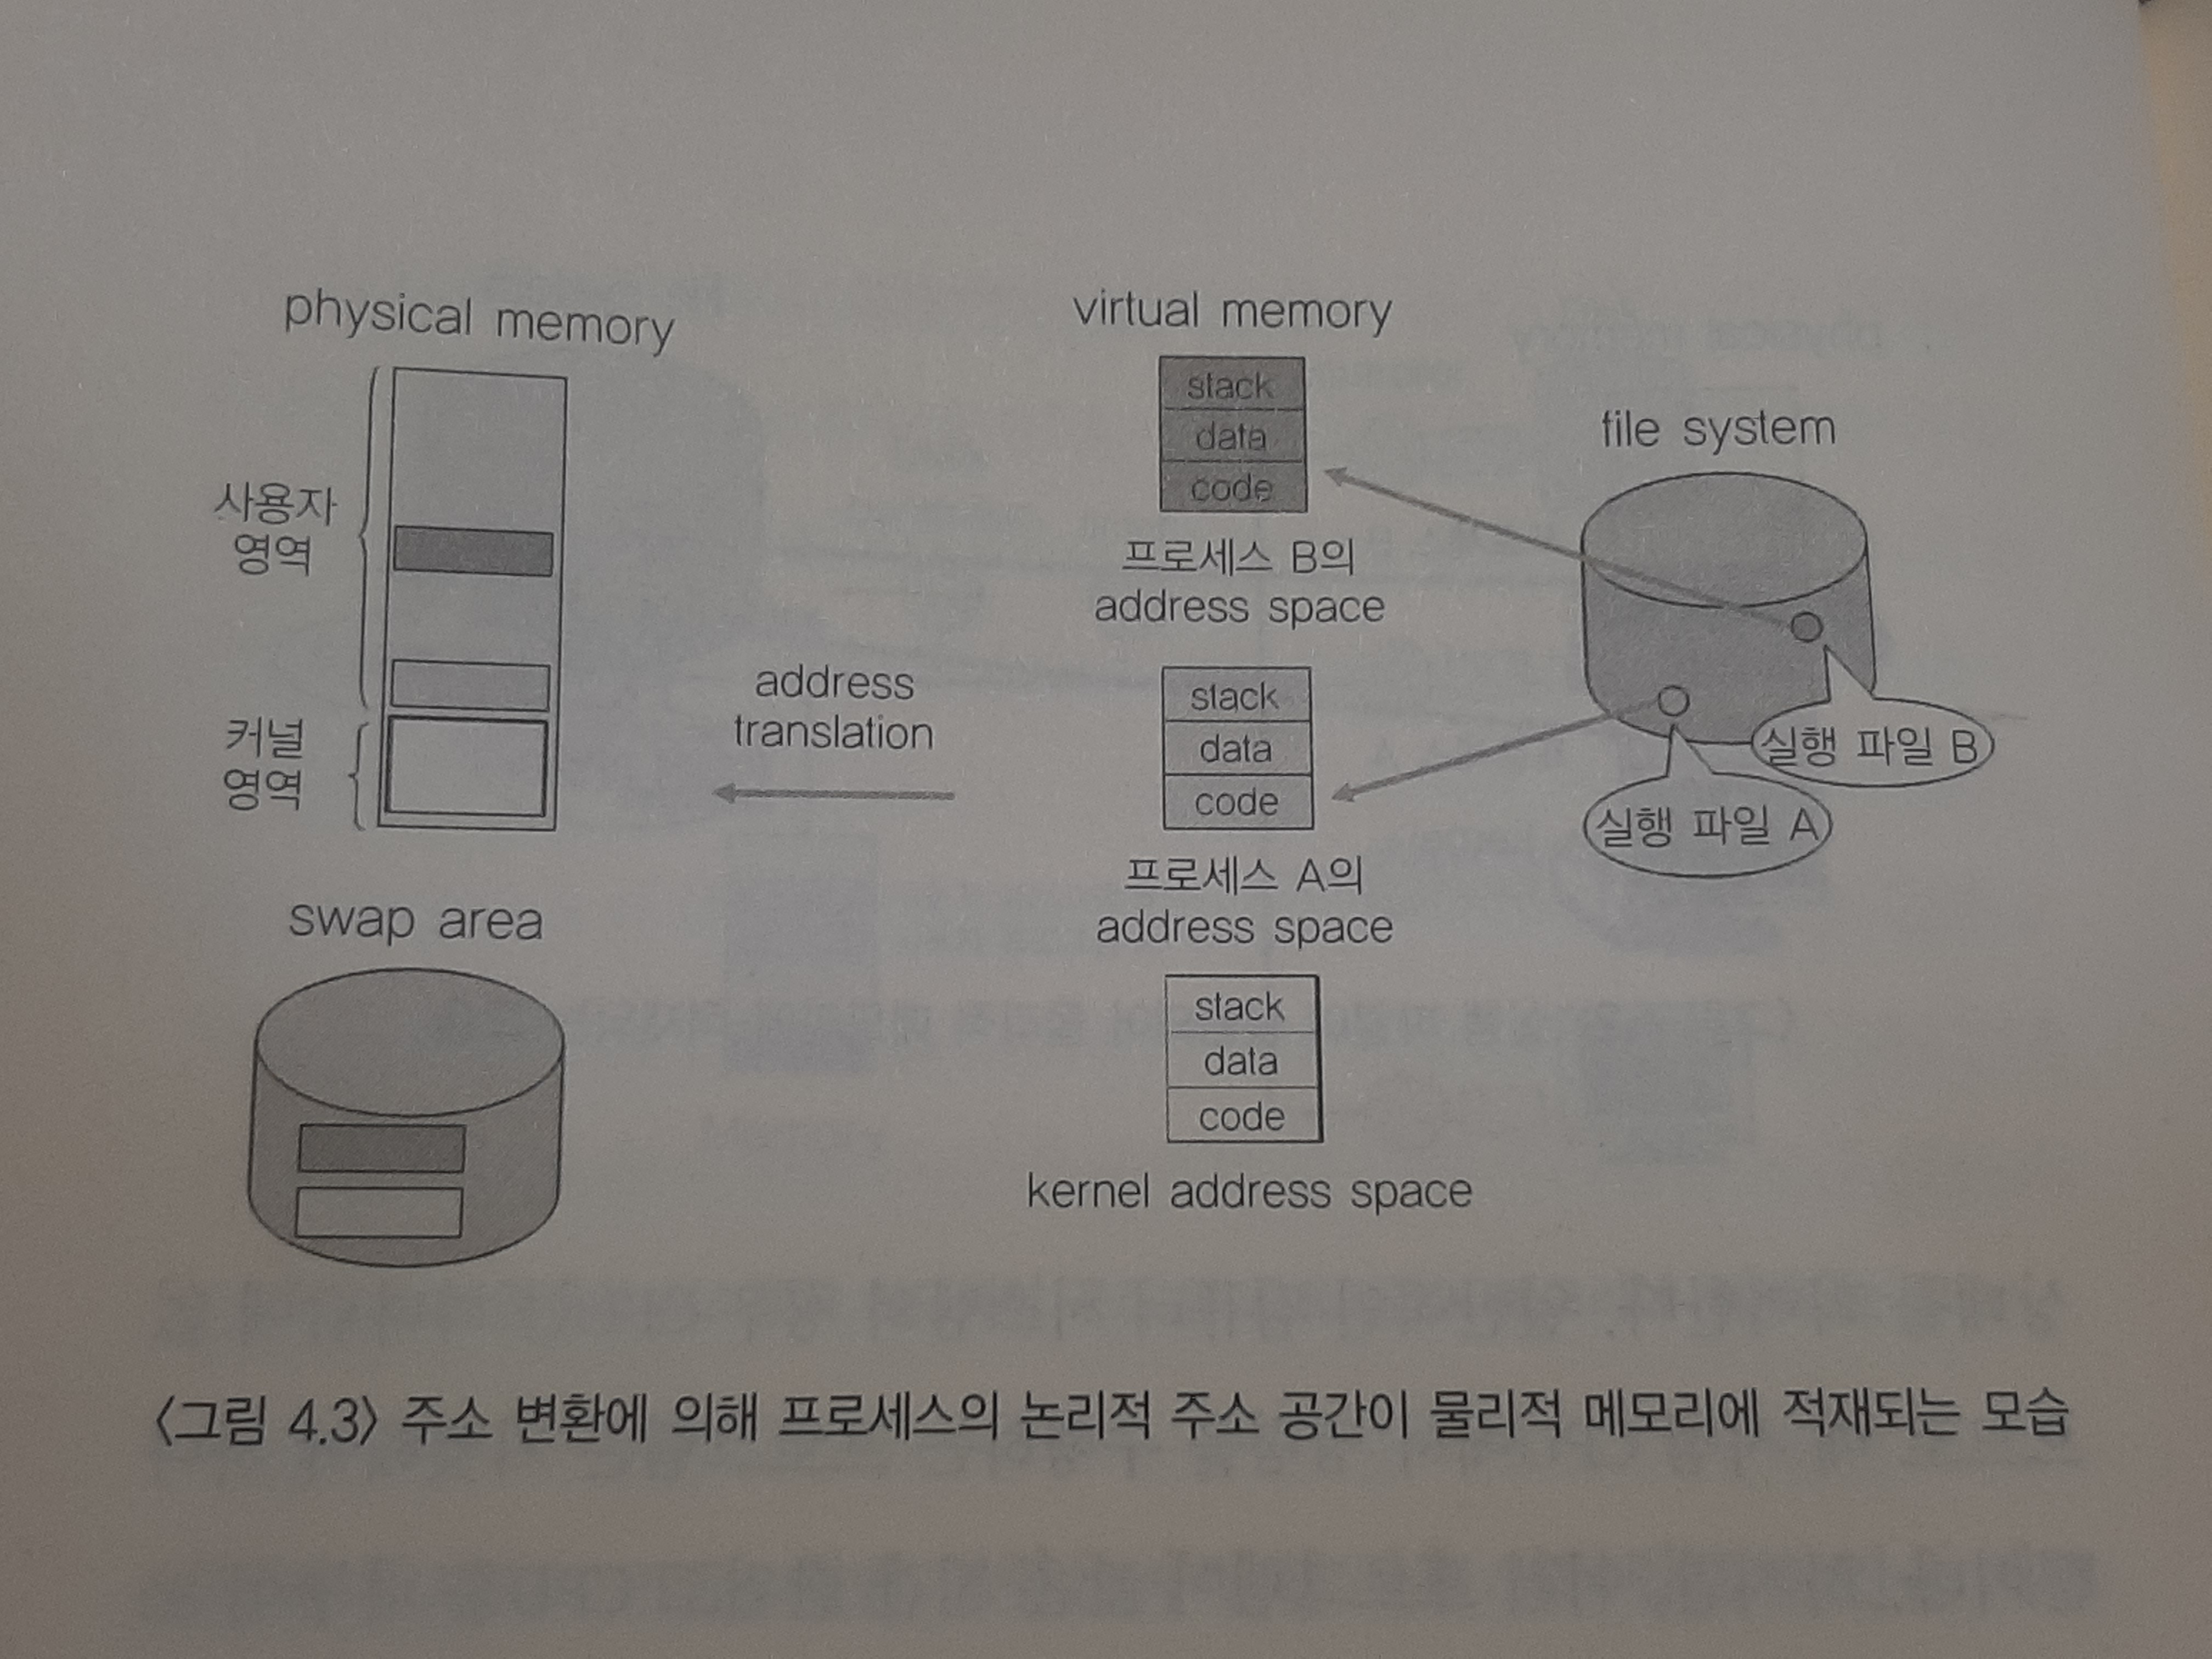 physical memory
사용자
영역
커널
영역
swap area
address
translation
virtual memory
stack
data
code
프로세스 B의
address space
stack
data
code
프로세스 A의
address space
stack
data
code
kernel address space
file system
실행 파일 B
실행 파일 A
〈그림 4.3〉 주소 변환에 의해 프로세스의 논리적 주소 공간이 물리적 메모리에 적재되는 모습